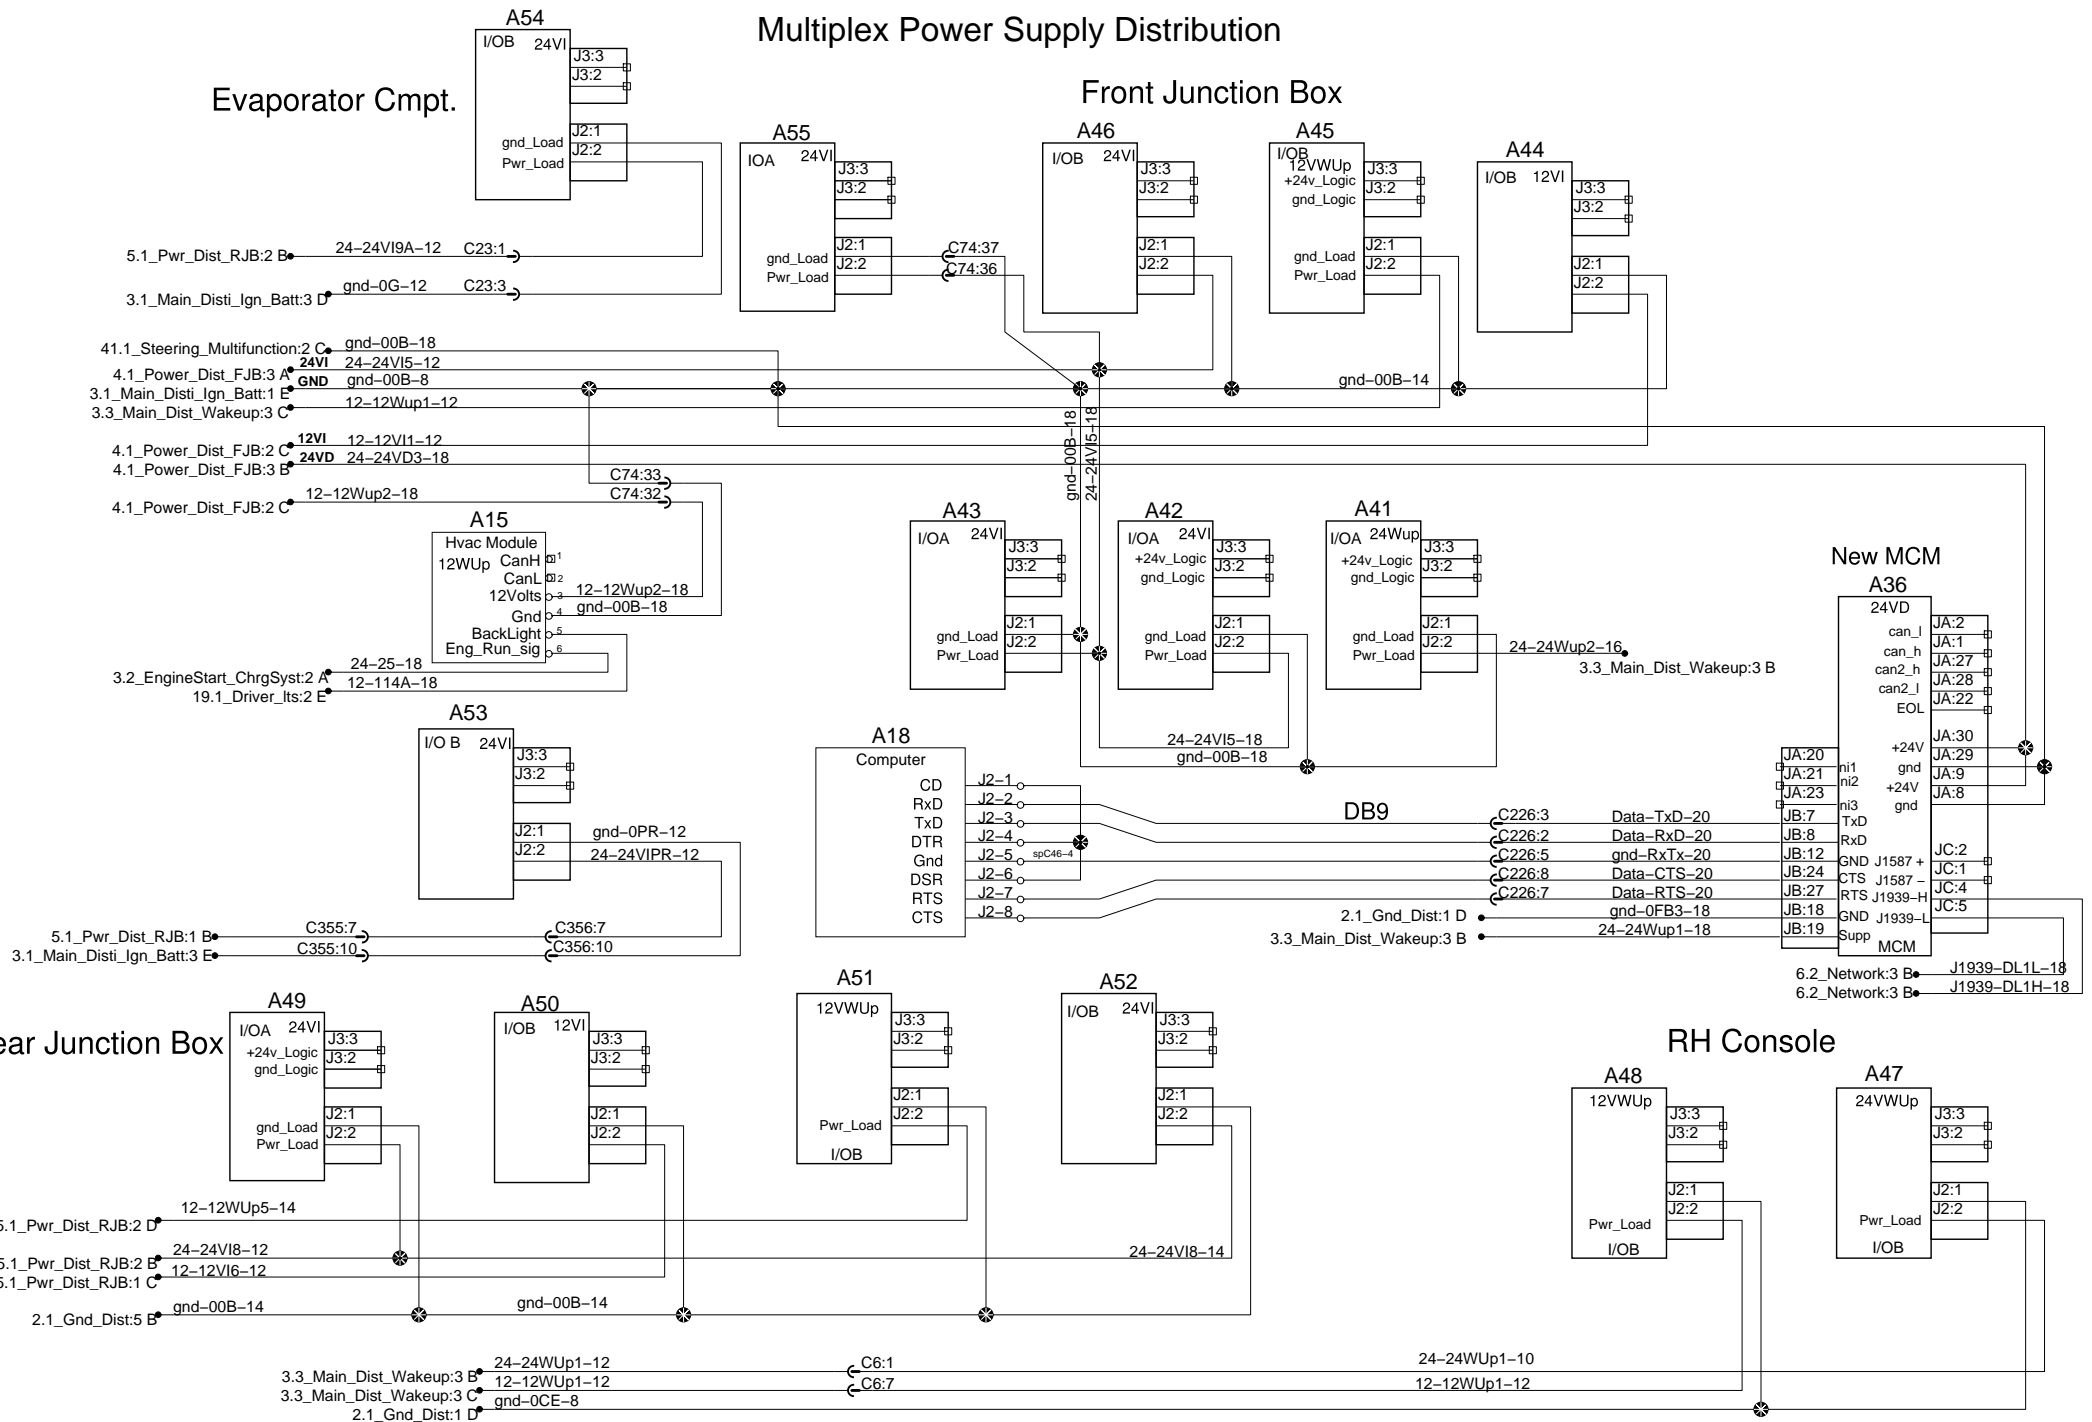 Multiplex Power Supply Distribution
Evaporator Cmpt.
A54
I/OB 24VI
J3:3
J3:2
gnd_Load J2:1
Pwr_Load J2:2
5.1_Pwr_Dist_RJB:2 B 24-24VI9A-12 C23:1
3.1_Main_Disti_Ign_Batt:3 D gnd-0G-12 C23:3
Front Junction Box
A55
IOA 24VI
J3:3
J3:2
gnd_Load J2:1
Pwr_Load J2:2
C74:37
C74:36
A46
I/OB 24VI
J3:3
J3:2
J2:1
J2:2
A45
I/OB
12VWUp
+24v_Logic J3:3
gnd_Logic J3:2
gnd_Load J2:1
Pwr_Load J2:2
A44
I/OB 12VI
J3:3
J3:2
J2:1
J2:2
41.1_Steering_Multifunction:2 C gnd-00B-18
4.1_Power_Dist_FJB:3 A 24VI 24-24VI5-12
3.1_Main_Disti_Ign_Batt:1 E GND gnd-00B-8
gnd-00B-14
3.3_Main_Dist_Wakeup:3 C 12-12Wup1-12
4.1_Power_Dist_FJB:2 C 12VI 12-12VI1-12
4.1_Power_Dist_FJB:3 B 24VD 24-24VD3-18
C74:33
4.1_Power_Dist_FJB:2 C 12-12Wup2-18 C74:32
gnd-00B-18
24-24VI5-18
A15
Hvac Module
12WUp
CanH 1
CanL 2
12Volts 3 12-12Wup2-18
Gnd 4 gnd-00B-18
BackLight 5
Eng_Run_sig 6
3.2_EngineStart_ChrgSyst:2 A 24-25-18
19.1_Driver_lts:2 E 12-114A-18
A43
I/OA 24VI
J3:3
J3:2
gnd_Load J2:1
Pwr_Load J2:2
A42
I/OA 24VI
+24v_Logic J3:3
gnd_Logic J3:2
gnd_Load J2:1
Pwr_Load J2:2
A41
I/OA 24Wup
+24v_Logic J3:3
gnd_Logic J3:2
gnd_Load J2:1
Pwr_Load J2:2
24-24Wup2-16
3.3_Main_Dist_Wakeup:3 B
24-24VI5-18
gnd-00B-18
New MCM
A36
24VD
can_l JA:2
can_h JA:1
can2_h JA:27
can2_l JA:28
EOL JA:22
+24V JA:30
gnd JA:29
+24V JA:9
gnd JA:8
JA:20 ni1
JA:21 ni2
JA:23 ni3
JB:7 TxD
JB:8 RxD
JB:12 GND
JB:24 CTS
JB:27 RTS
JB:18 GND
JB:19 Supp
J1587 + JC:2
J1587 - JC:1
J1939-H JC:4
J1939-L JC:5
MCM
6.2_Network:3 B J1939-DL1L-18
6.2_Network:3 B J1939-DL1H-18
A18
Computer
CD J2-1
RxD J2-2
TxD J2-3
DTR J2-4
Gnd J2-5
DSR J2-6
RTS J2-7
CTS J2-8
spC46-4
DB9
C226:3 Data-TxD-20
C226:2 Data-RxD-20
C226:5 gnd-RxTx-20
C226:8 Data-CTS-20
C226:7 Data-RTS-20
2.1_Gnd_Dist:1 D gnd-0FB3-18
3.3_Main_Dist_Wakeup:3 B 24-24Wup1-18
A53
I/O B 24VI
J3:3
J3:2
J2:1 gnd-0PR-12
J2:2 24-24VIPR-12
5.1_Pwr_Dist_RJB:1 B C355:7 C356:7
3.1_Main_Disti_Ign_Batt:3 E C355:10 C356:10
ear Junction Box
A49
I/OA 24VI
+24v_Logic J3:3
gnd_Logic J3:2
gnd_Load J2:1
Pwr_Load J2:2
A50
I/OB 12VI
J3:3
J3:2
J2:1
J2:2
A51
12VWUp
J3:3
J3:2
J2:1
Pwr_Load J2:2
I/OB
A52
I/OB 24VI
J3:3
J3:2
J2:1
J2:2
5.1_Pwr_Dist_RJB:2 D 12-12WUp5-14
5.1_Pwr_Dist_RJB:2 B 24-24VI8-12 24-24VI8-14
5.1_Pwr_Dist_RJB:1 C 12-12VI6-12
2.1_Gnd_Dist:5 B gnd-00B-14 gnd-00B-14
RH Console
A48
12VWUp
J3:3
J3:2
J2:1
Pwr_Load J2:2
I/OB
A47
24VWUp
J3:3
J3:2
J2:1
Pwr_Load J2:2
I/OB
3.3_Main_Dist_Wakeup:3 B 24-24WUp1-12 C6:1 24-24WUp1-10
3.3_Main_Dist_Wakeup:3 C 12-12WUp1-12 C6:7 12-12WUp1-12
2.1_Gnd_Dist:1 D gnd-0CE-8